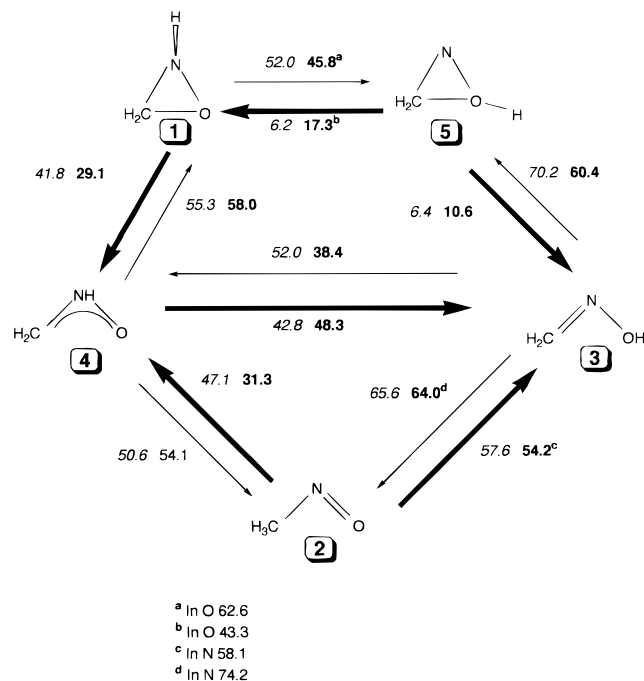 H
N
H₂C O
1
52.0 45.8ᵃ
6.2 17.3ᵇ
N
H₂C O H
5
41.8 29.1
55.3 58.0
70.2 60.4
6.4 10.6
52.0 38.4
42.8 48.3
NH
H₂C O
4
N
H₂C OH
3
47.1 31.3
50.6 54.1
65.6 64.0ᵈ
57.6 54.2ᶜ
N
H₃C O
2
ᵃ In O 62.6
ᵇ In O 43.3
ᶜ In N 58.1
ᵈ In N 74.2